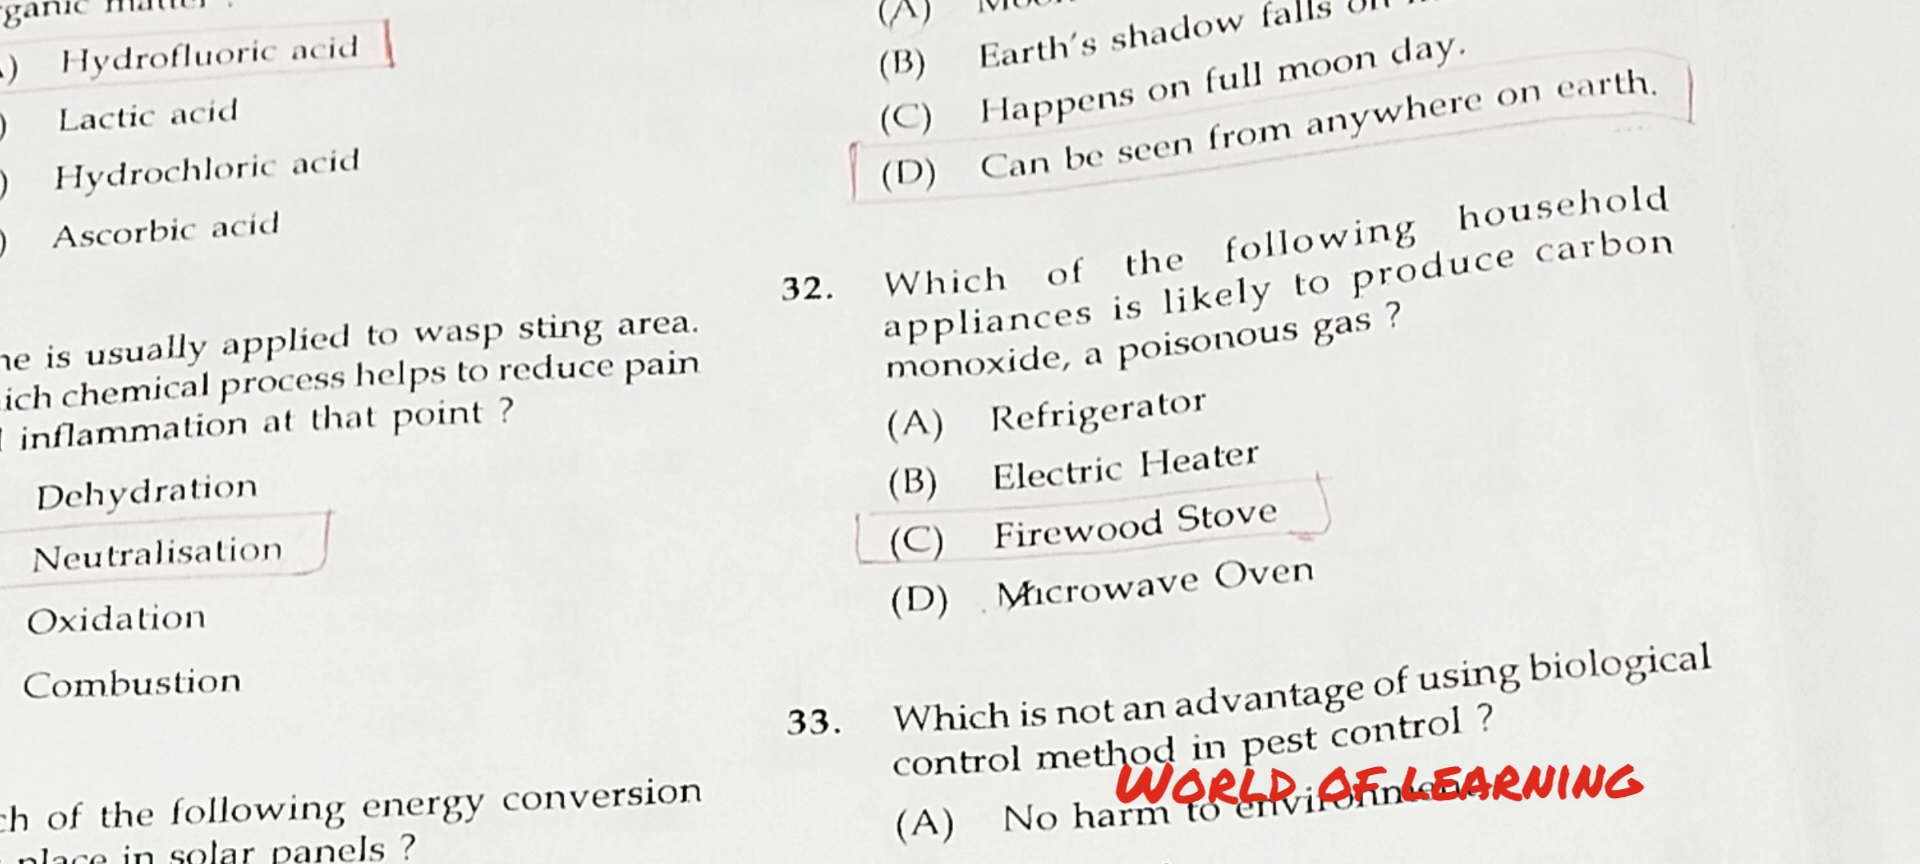 Hydrofluoric acid
Lactic acid
Hydrochloric acid
Ascorbic acid
is usually applied to wasp sting area.
chemical process helps to reduce pain
inflammation at that point ?
Dehydration
Neutralisation
Oxidation
Combustion
of the following energy conversion
in solar panels ?
(A)
(B) Earth's shadow falls
(C) Happens on full moon day.
(D) Can be seen from anywhere on earth.
32. Which of the following household
appliances is likely to produce carbon
monoxide, a poisonous gas ?
(A) Refrigerator
(B) Electric Heater
(C) Firewood Stove
(D) Microwave Oven
33. Which is not an advantage of using biological
control method in pest control ?
(A) No harm to
WORLD OF LEARNING